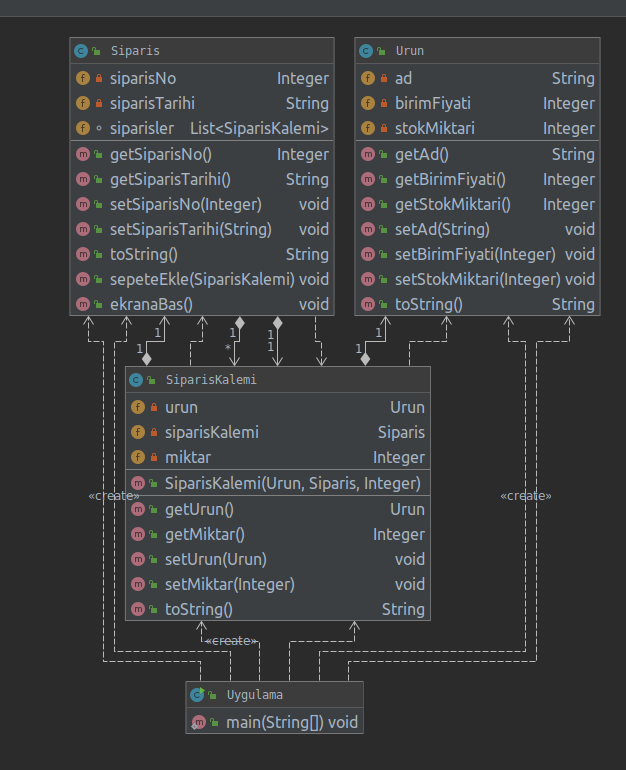 Siparis
siparisNo Integer
siparisTarihi String
siparisler List<SiparisKalemi>
getSiparisNo() Integer
getSiparisTarihi() String
setSiparisNo(Integer) void
setSiparisTarihi(String) void
toString() String
sepeteEkle(SiparisKalemi) void
ekranaBas() void
Urun
ad String
birimFiyati Integer
stokMiktari Integer
getAd() String
getBirimFiyati() Integer
getStokMiktari() Integer
setAd(String) void
setBirimFiyati(Integer) void
setStokMiktari(Integer) void
toString() String
1 1 1 1
1 * 1 1
SiparisKalemi
urun Urun
siparisKalemi Siparis
miktar Integer
SiparisKalemi(Urun, Siparis, Integer)
getUrun() Urun
getMiktar() Integer
setUrun(Urun) void
setMiktar(Integer) void
toString() String
«create»
«create»
«create»
Uygulama
main(String[]) void